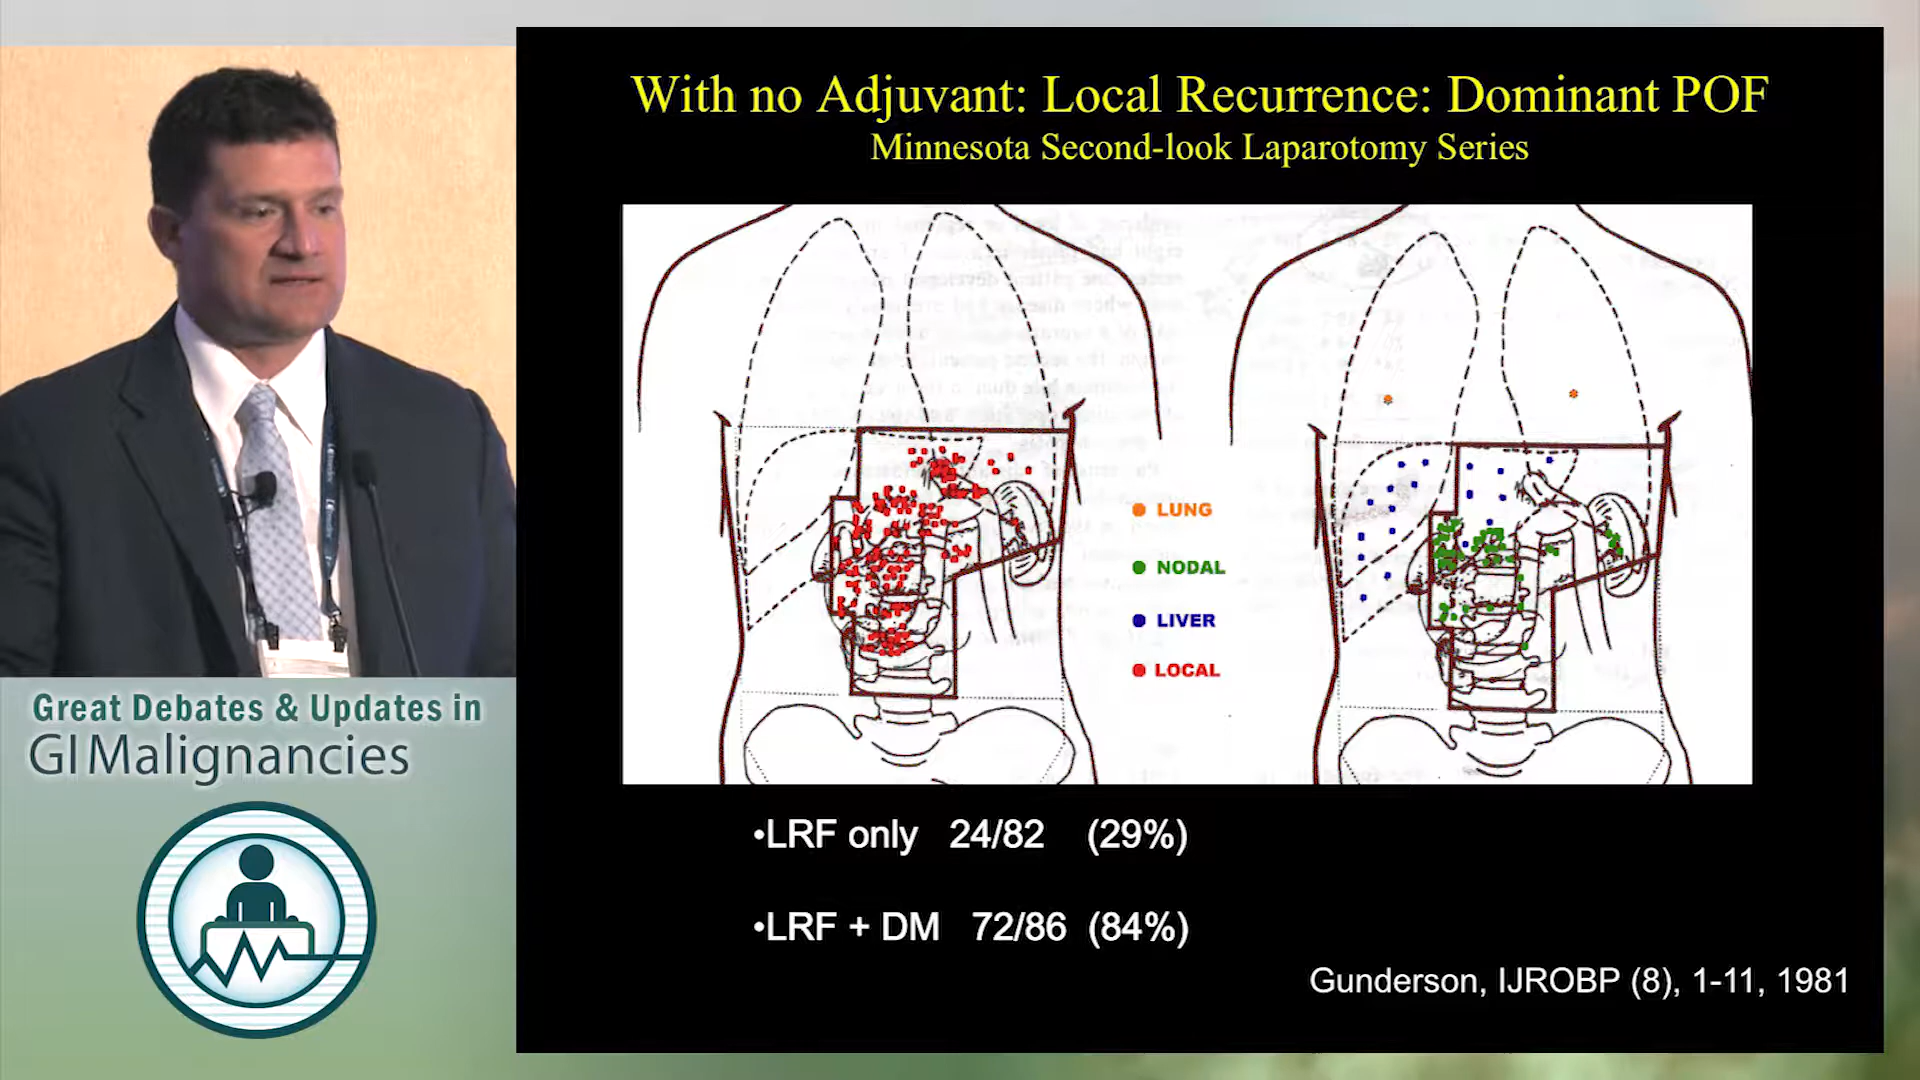 With no Adjuvant: Local Recurrence: Dominant POF
Minnesota Second-look Laparotomy Series
LUNG
NODAL
LIVER
LOCAL
•LRF only 24/82 (29%)
•LRF + DM 72/86 (84%)
Gunderson, IJROBP (8), 1-11, 1981
Great Debates & Updates in
GI Malignancies